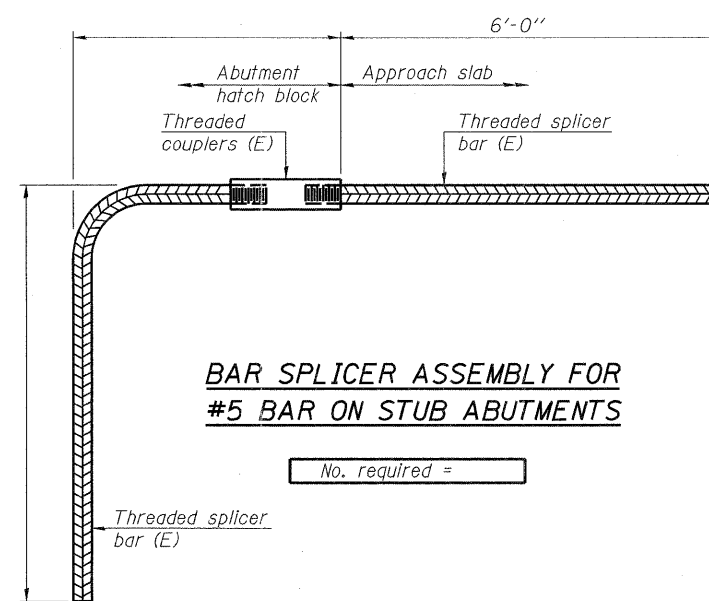 6'-0"
Abutment
hatch block
Approach slab
Threaded
couplers (E)
Threaded splicer
bar (E)
BAR SPLICER ASSEMBLY FOR
#5 BAR ON STUB ABUTMENTS
No. required =
Threaded splicer
bar (E)